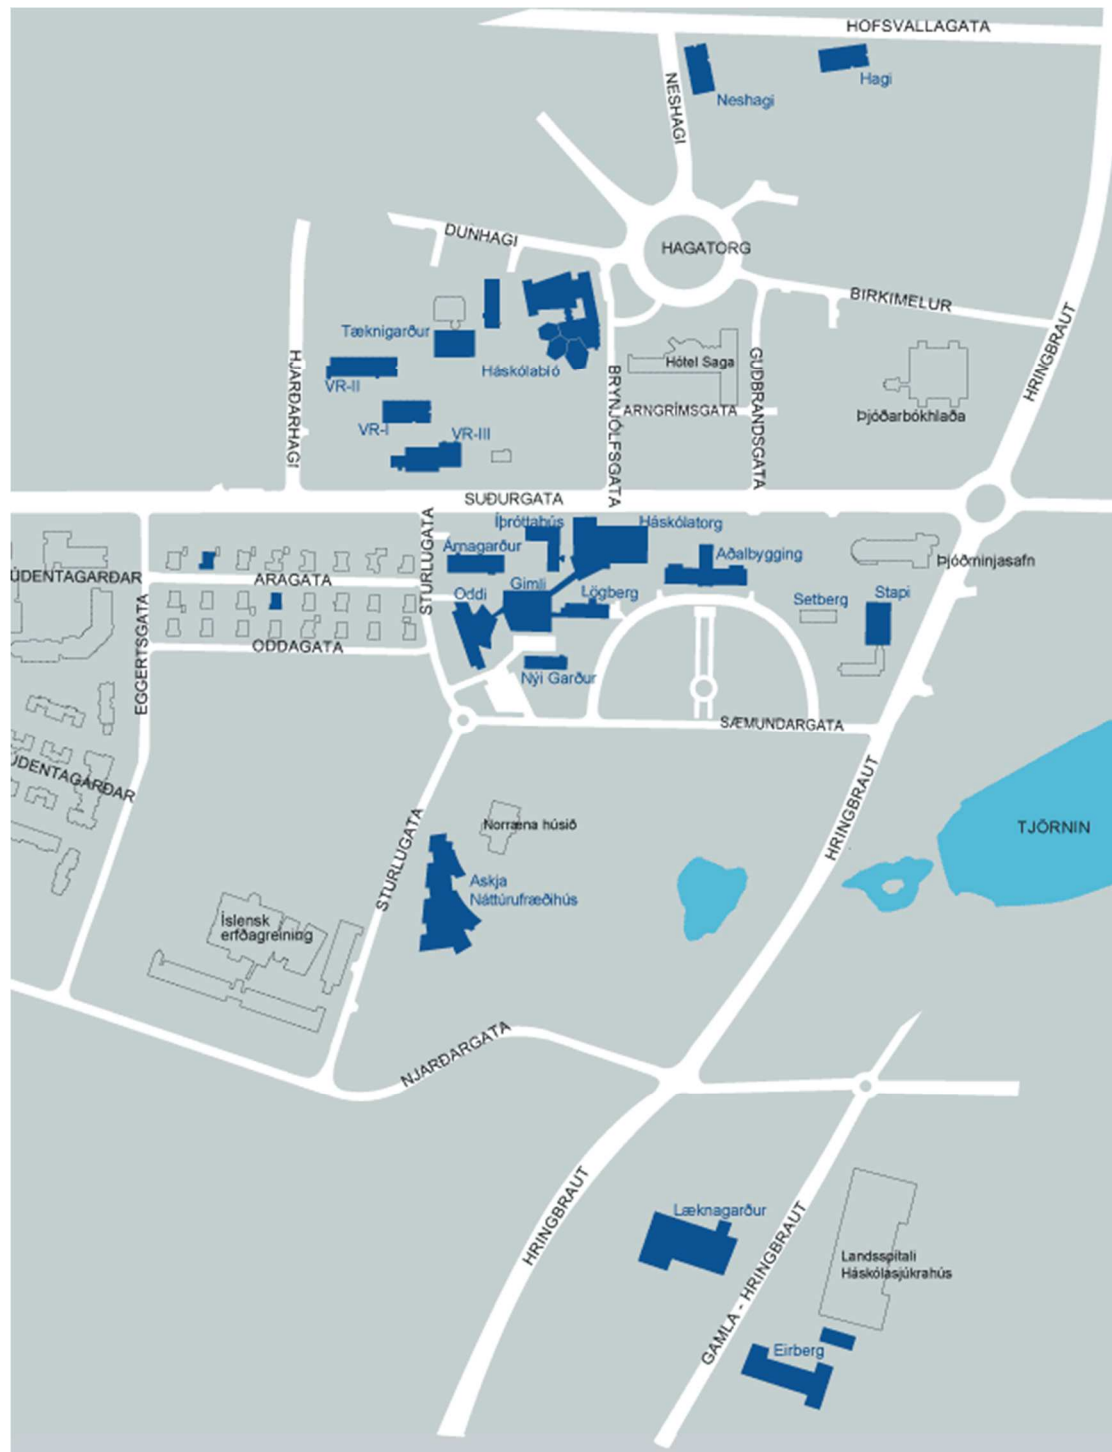 HOFSVALLAGATA
Hagi
Neshagi
NESHAGI
DUNHAGI
HAGATORG
BIRKIMELUR
HRINGBRAUT
Tæknigarður
Háskólabíó
Hótel Saga
VR-II
HJARÐARHAGI
BRYNJÓLFSGATA
GUÐBRANDSGATA
ARNGRÍMSGATA
Þjóðarbókhlaða
VR-I
VR-III
SUÐURGATA
STURLUGATA
Íþróttahús
Háskólatorg
Árnagarður
Aðalbygging
Þjóðminjasafn
ÚDENTAGARÐAR
ARAGATA
Gimli
Oddi
Lögberg
Setberg
Stapi
EGGERTSGATA
ODDAGATA
Nýi Garður
SÆMUNDARGATA
ÚDENTAGARÐAR
HRINGBRAUT
TJÖRNIN
Norræna húsið
STURLUGATA
Askja
Náttúrufræðihús
Íslensk
erfðagreining
NJARÐARGATA
HRINGBRAUT
Læknagarður
GAMLA - HRINGBRAUT
Landsspítali
Háskólasjúkrahús
Eirberg